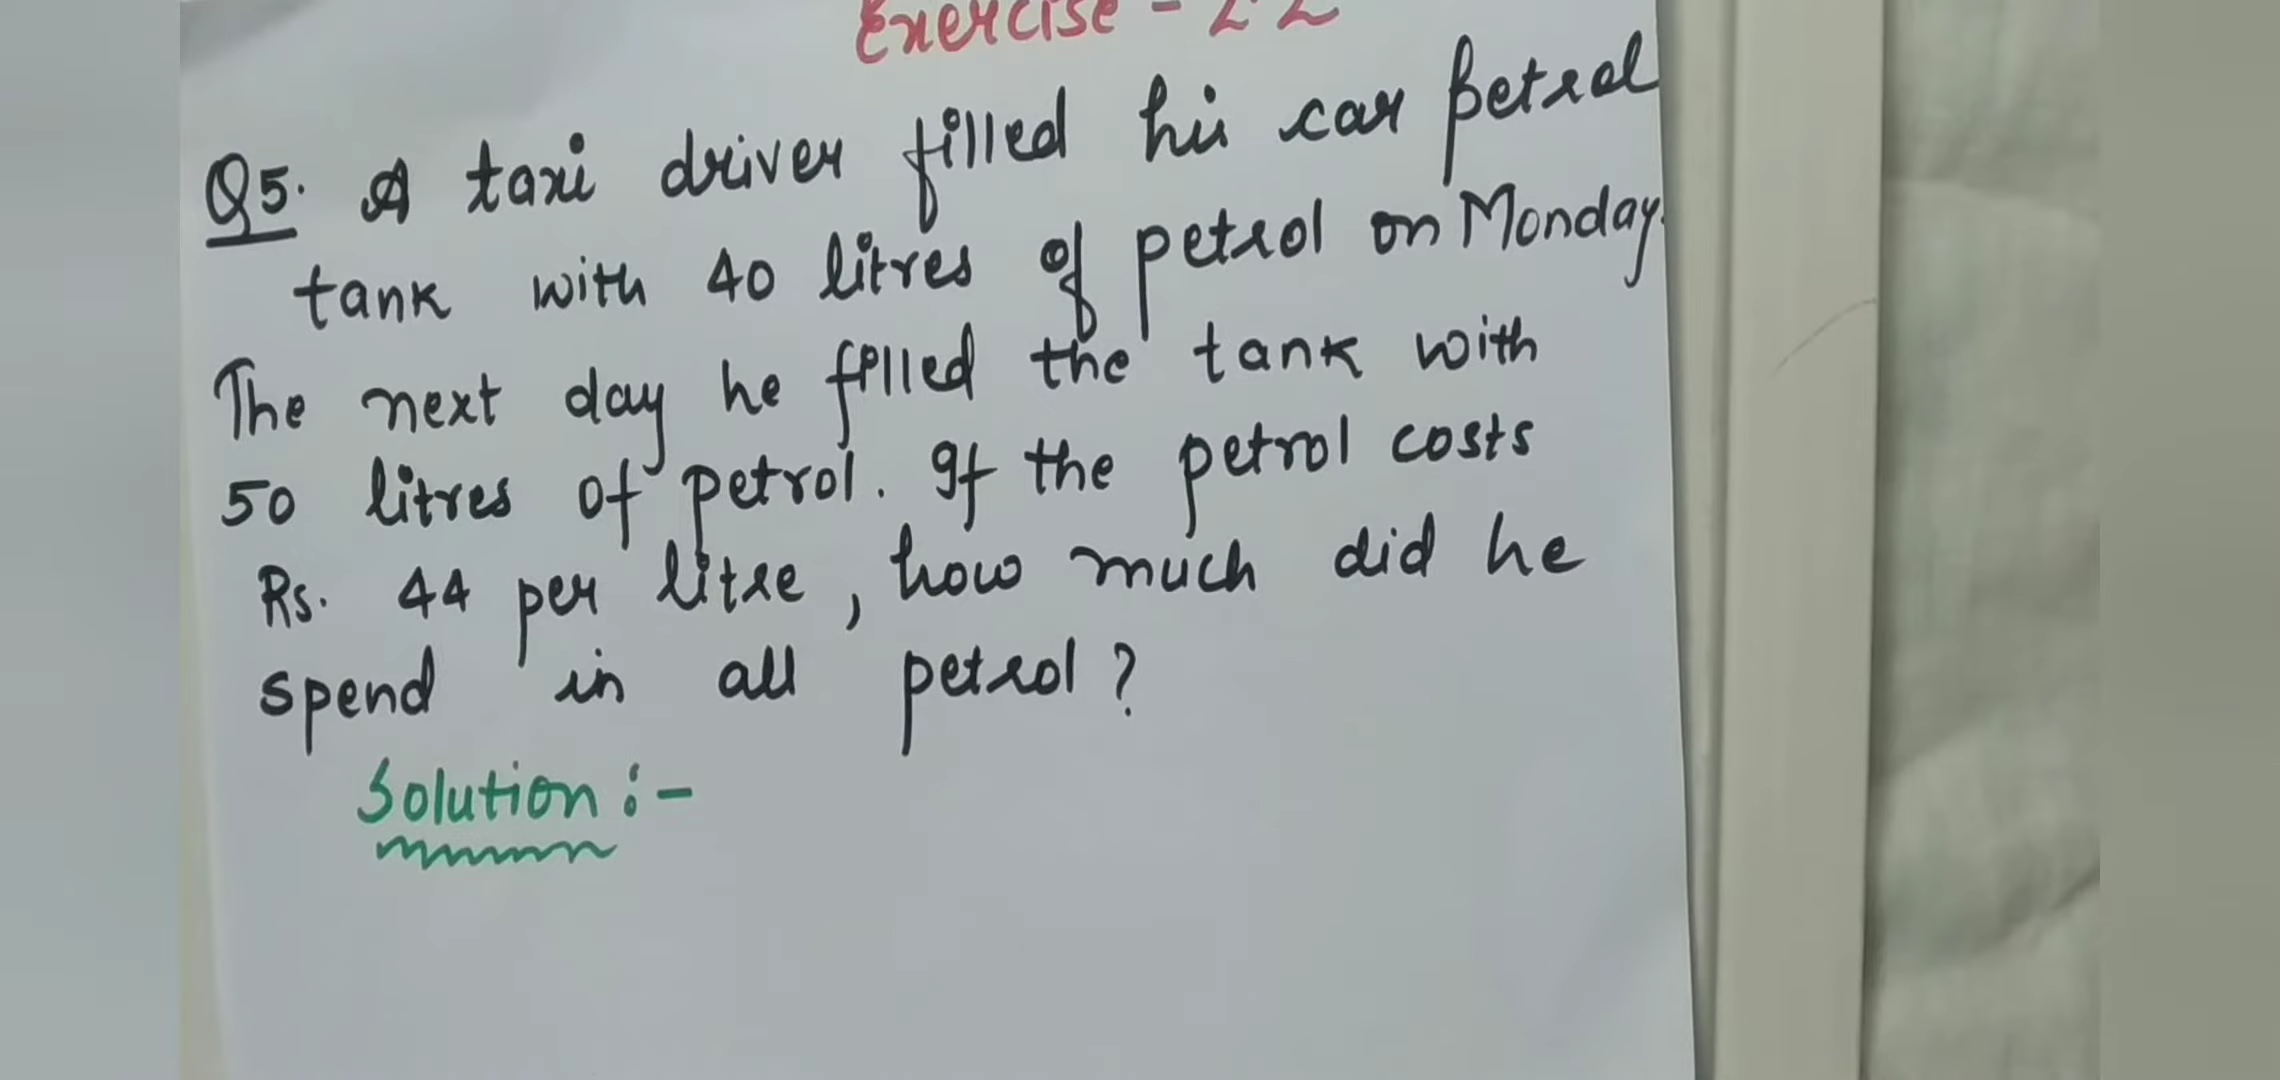 Exercise - 2.2
Q5. A taxi driver filled his car petrol
tank with 40 litres of petrol on Monday.
The next day he filled the tank with
50 litres of petrol. If the petrol costs
Rs. 44 per litre, how much did he
spend in all petrol?
Solution :-